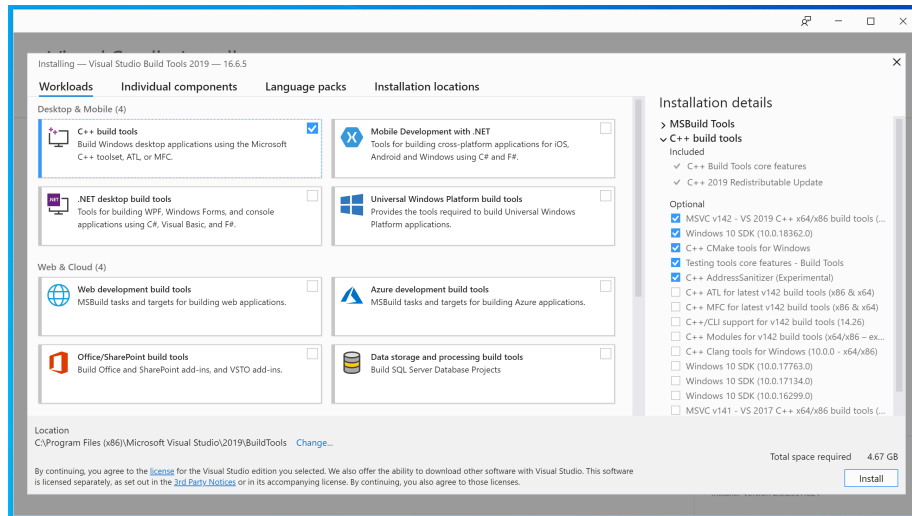 Installing — Visual Studio Build Tools 2019 — 16.6.5
Workloads
Individual components
Language packs
Installation locations
Desktop & Mobile (4)
C++ build tools
Build Windows desktop applications using the Microsoft
C++ toolset, ATL, or MFC.
Mobile Development with .NET
Tools for building cross-platform applications for iOS,
Android and Windows using C# and F#.
.NET desktop build tools
Tools for building WPF, Windows Forms, and console
applications using C#, Visual Basic, and F#.
Universal Windows Platform build tools
Provides the tools required to build Universal Windows
Platform applications.
Web & Cloud (4)
Web development build tools
MSBuild tasks and targets for building web applications.
Azure development build tools
MSBuild tasks and targets for building Azure applications.
Office/SharePoint build tools
Build Office and SharePoint add-ins, and VSTO add-ins.
Data storage and processing build tools
Build SQL Server Database Projects
Installation details
MSBuild Tools
C++ build tools
Included
C++ Build Tools core features
C++ 2019 Redistributable Update
Optional
MSVC v142 - VS 2019 C++ x64/x86 build tools (...
Windows 10 SDK (10.0.18362.0)
C++ CMake tools for Windows
Testing tools core features - Build Tools
C++ AddressSanitizer (Experimental)
C++ ATL for latest v142 build tools (x86 & x64)
C++ MFC for latest v142 build tools (x86 & x64)
C++/CLI support for v142 build tools (14.26)
C++ Modules for v142 build tools (x64/x86 – ex...
C++ Clang tools for Windows (10.0.0 - x64/x86)
Windows 10 SDK (10.0.17763.0)
Windows 10 SDK (10.0.17134.0)
Windows 10 SDK (10.0.16299.0)
MSVC v141 - VS 2017 C++ x64/x86 build tools (...
Location
C:\Program Files (x86)\Microsoft Visual Studio\2019\BuildTools Change...
Total space required 4.67 GB
By continuing, you agree to the license for the Visual Studio edition you selected. We also offer the ability to download other software with Visual Studio. This software
is licensed separately, as set out in the 3rd Party Notices or in its accompanying license. By continuing, you also agree to those licenses.
Install